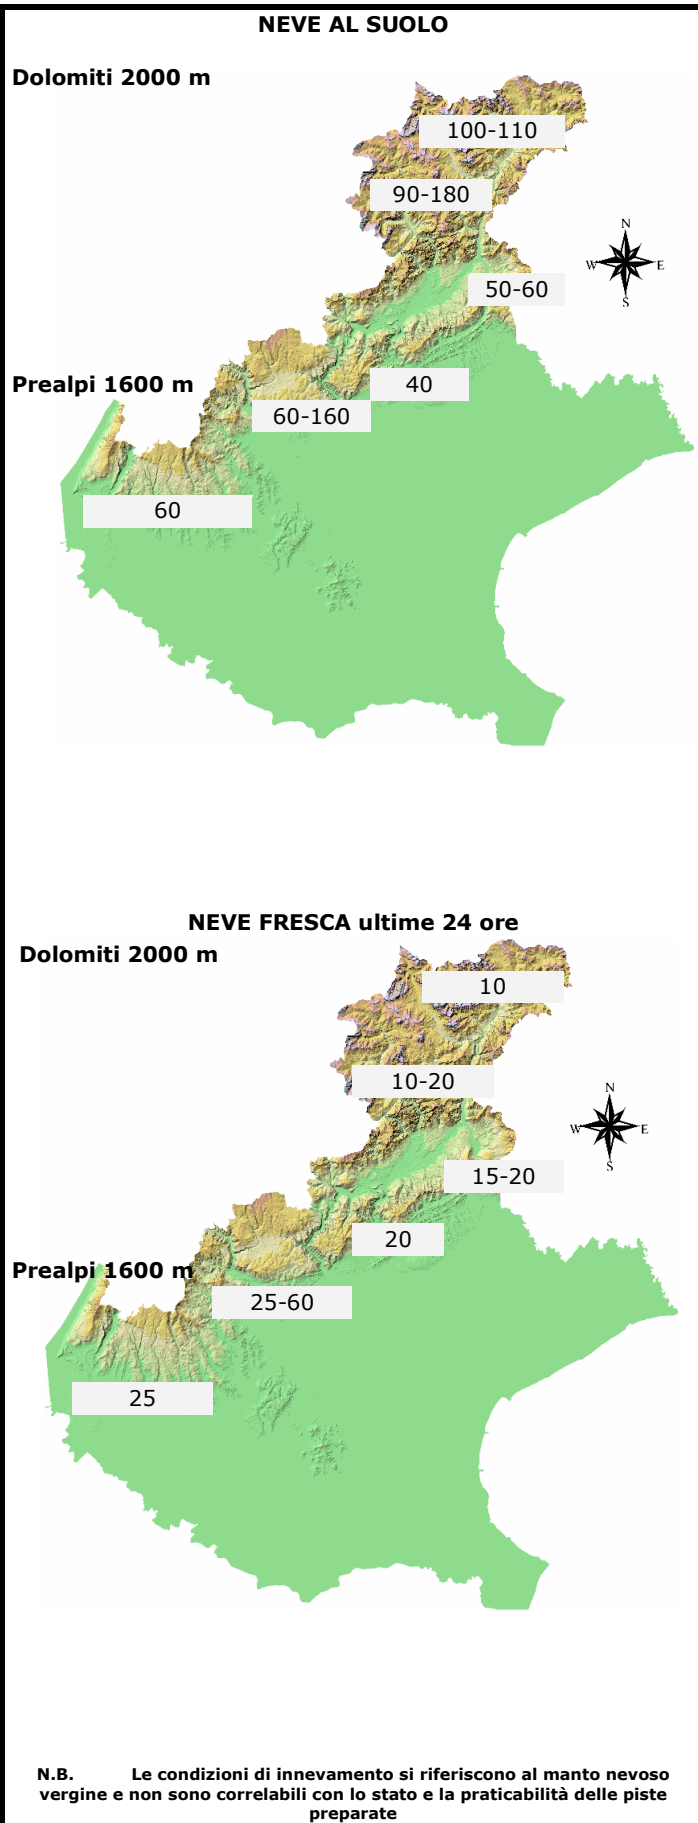 NEVE AL SUOLO
Dolomiti 2000 m
100-110
90-180
N
W E
S
50-60
Prealpi 1600 m
40
60-160
60
NEVE FRESCA ultime 24 ore
Dolomiti 2000 m
10
10-20
N
W E
S
15-20
20
Prealpi 1600 m
25-60
25
N.B. Le condizioni di innevamento si riferiscono al manto nevoso
vergine e non sono correlabili con lo stato e la praticabilità delle piste
preparate